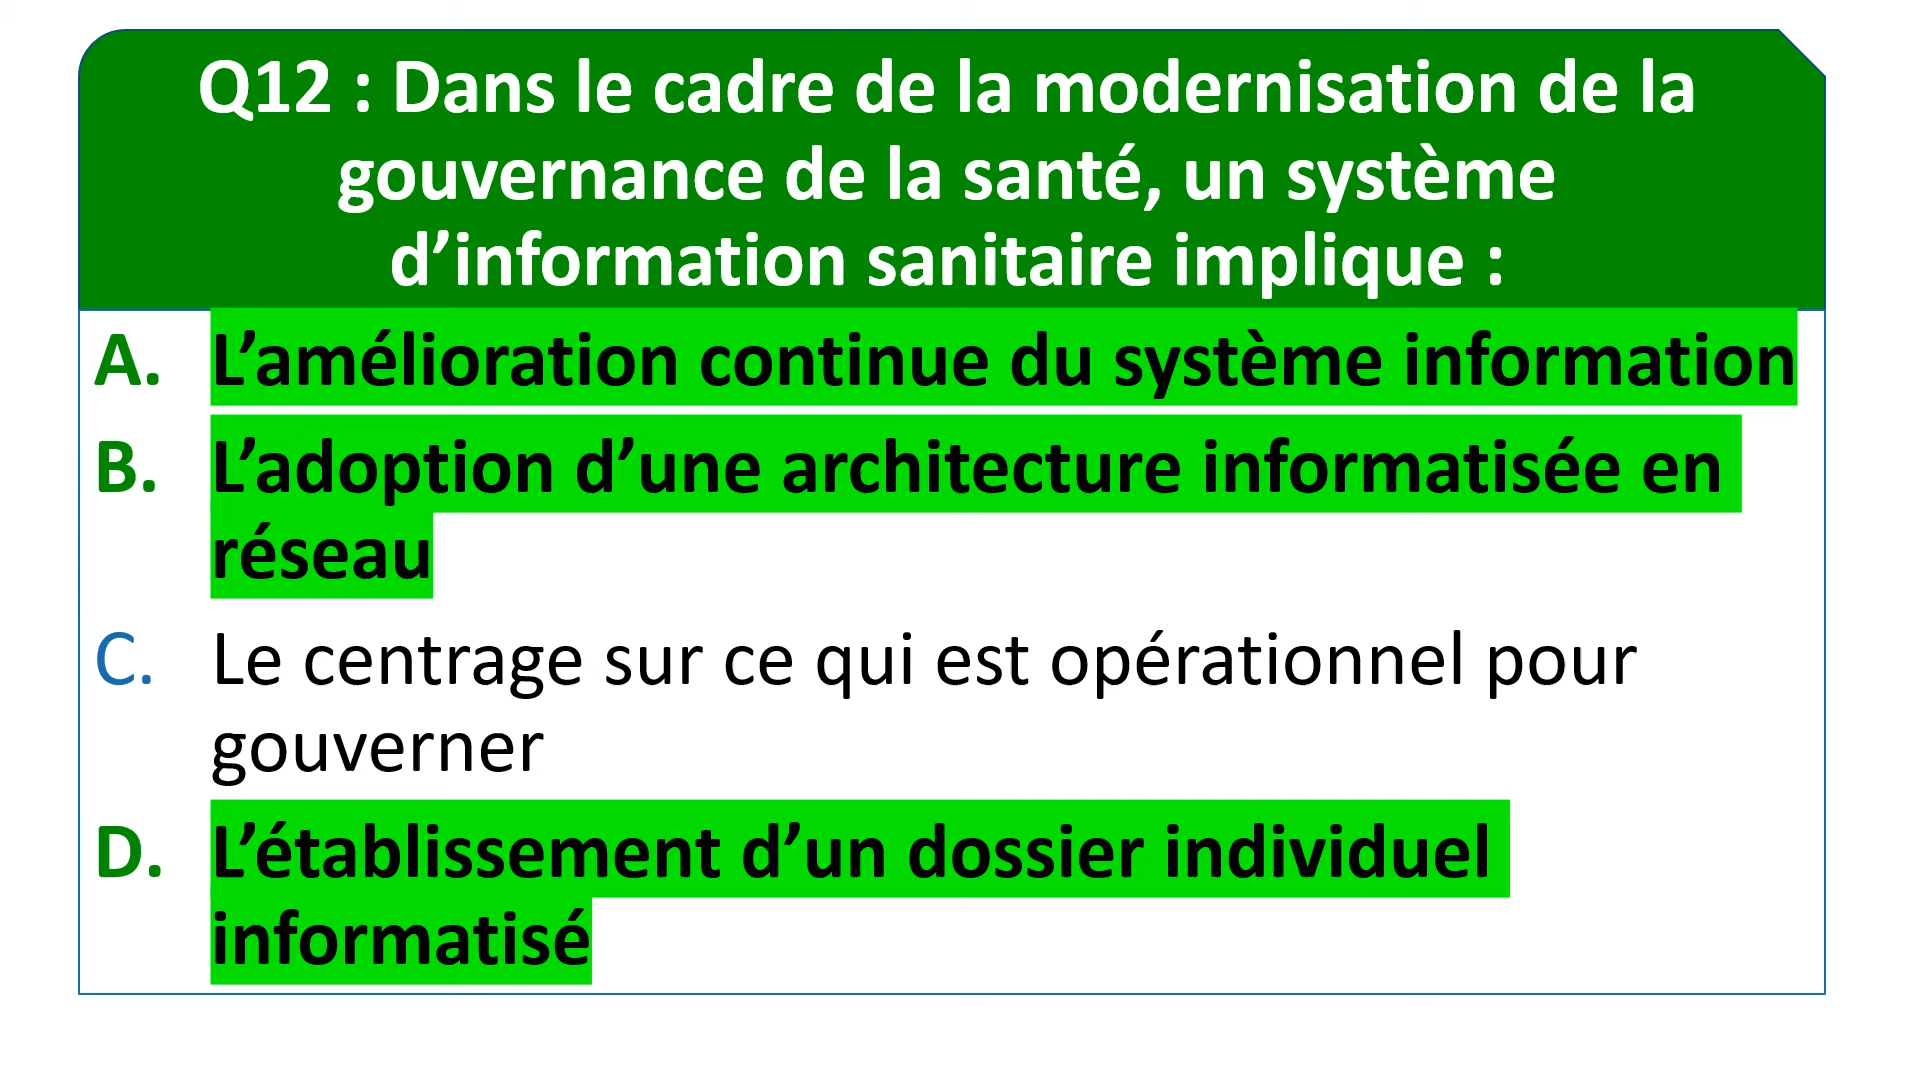 Q12 : Dans le cadre de la modernisation de la
gouvernance de la santé, un système
d’information sanitaire implique :
A. L’amélioration continue du système information
B. L’adoption d’une architecture informatisée en
réseau
C. Le centrage sur ce qui est opérationnel pour
gouverner
D. L’établissement d’un dossier individuel
informatisé